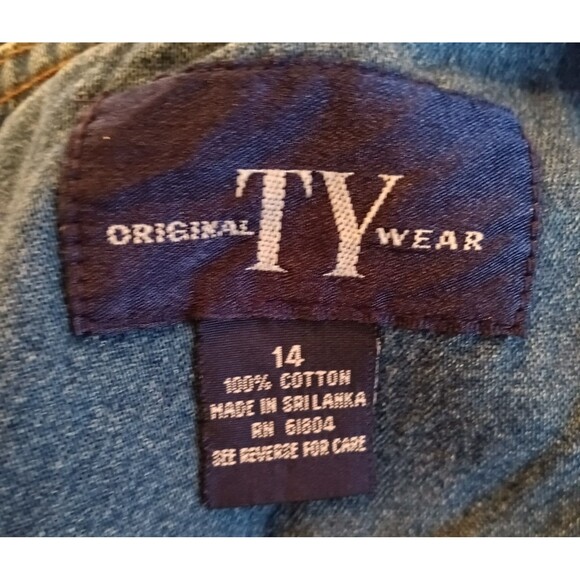 ORIGINAL TY WEAR
14
100% COTTON
MADE IN SRI LANKA
RN 61804
SEE REVERSE FOR CARE